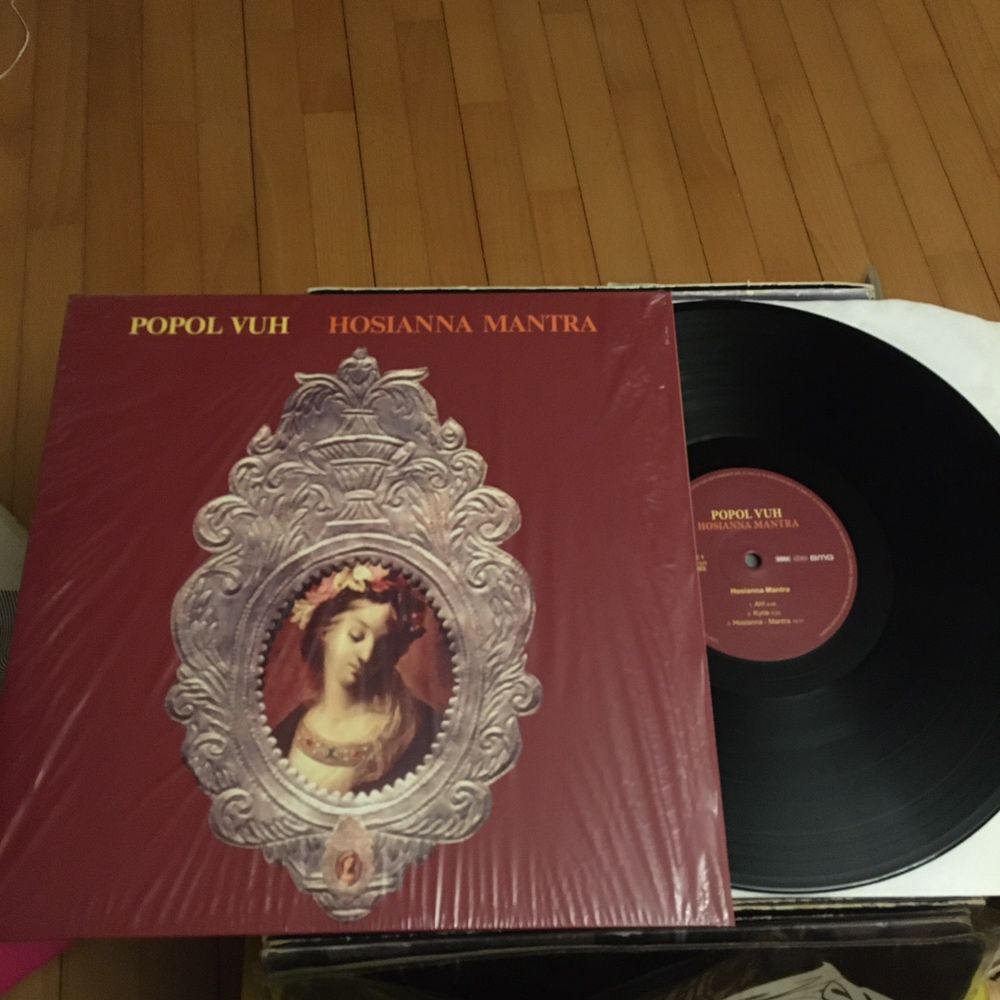 POPOL VUH HOSIANNA MANTRA
POPOL VUH
HOSIANNA MANTRA
BMG
Hosianna Mantra
1. Ah!
2. Kyrie
3. Hosianna - Mantra